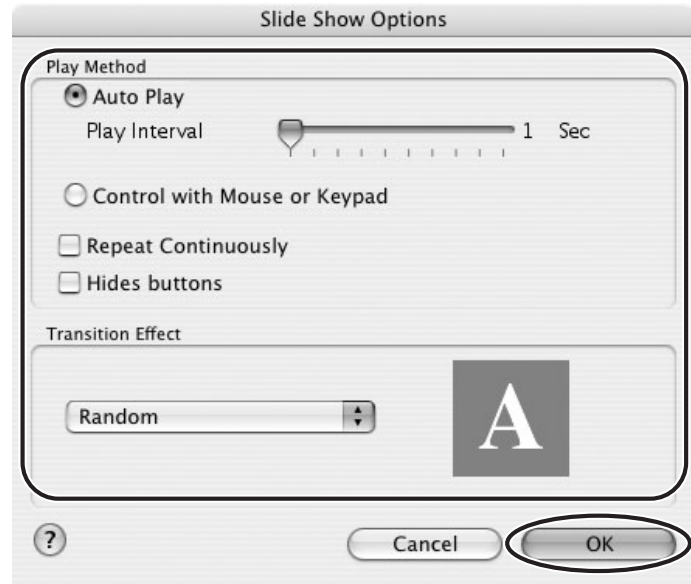 Slide Show Options
Play Method
Auto Play
Play Interval 1 Sec
Control with Mouse or Keypad
Repeat Continuously
Hides buttons
Transition Effect
Random
A
?
Cancel OK